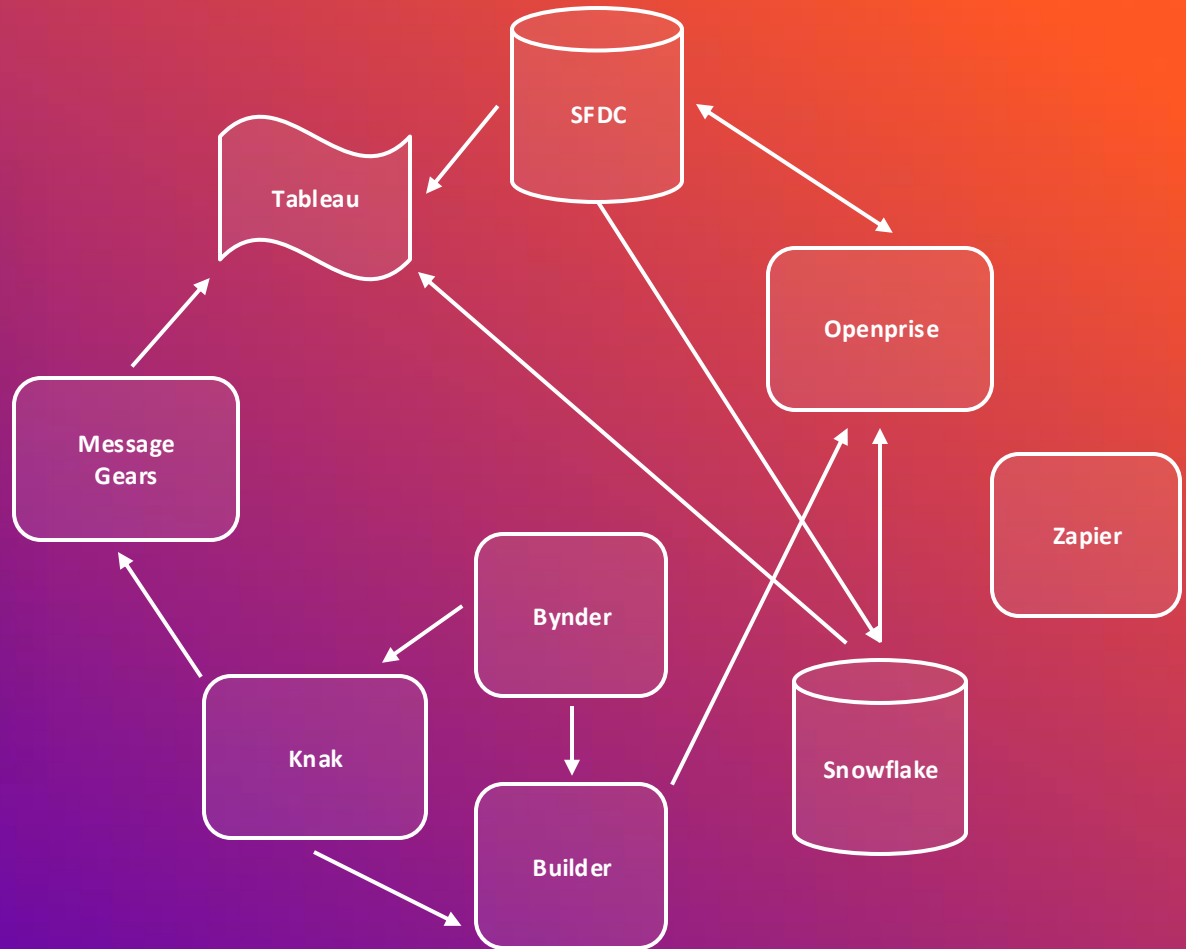 SFDC
Tableau
Openprise
Message
Gears
Zapier
Bynder
Knak
Snowflake
Builder